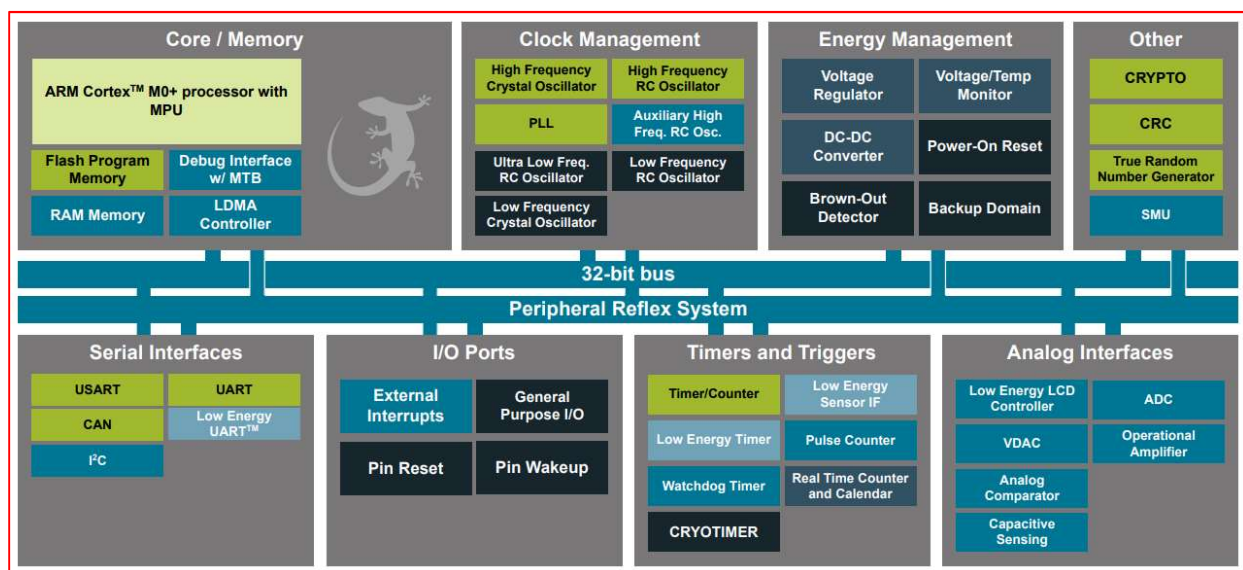 Core / Memory
ARM Cortex™ M0+ processor with
MPU
Flash Program
Memory
Debug Interface
w/ MTB
RAM Memory
LDMA
Controller
Clock Management
High Frequency
Crystal Oscillator
High Frequency
RC Oscillator
PLL
Auxiliary High
Freq. RC Osc.
Ultra Low Freq.
RC Oscillator
Low Frequency
RC Oscillator
Low Frequency
Crystal Oscillator
Energy Management
Voltage
Regulator
Voltage/Temp
Monitor
DC-DC
Converter
Power-On Reset
Brown-Out
Detector
Backup Domain
Other
CRYPTO
CRC
True Random
Number Generator
SMU
32-bit bus
Peripheral Reflex System
Serial Interfaces
USART
UART
CAN
Low Energy
UART™
I²C
I/O Ports
External
Interrupts
General
Purpose I/O
Pin Reset
Pin Wakeup
Timers and Triggers
Timer/Counter
Low Energy
Sensor IF
Low Energy Timer
Pulse Counter
Watchdog Timer
Real Time Counter
and Calendar
CRYOTIMER
Analog Interfaces
Low Energy LCD
Controller
ADC
VDAC
Operational
Amplifier
Analog
Comparator
Capacitive
Sensing